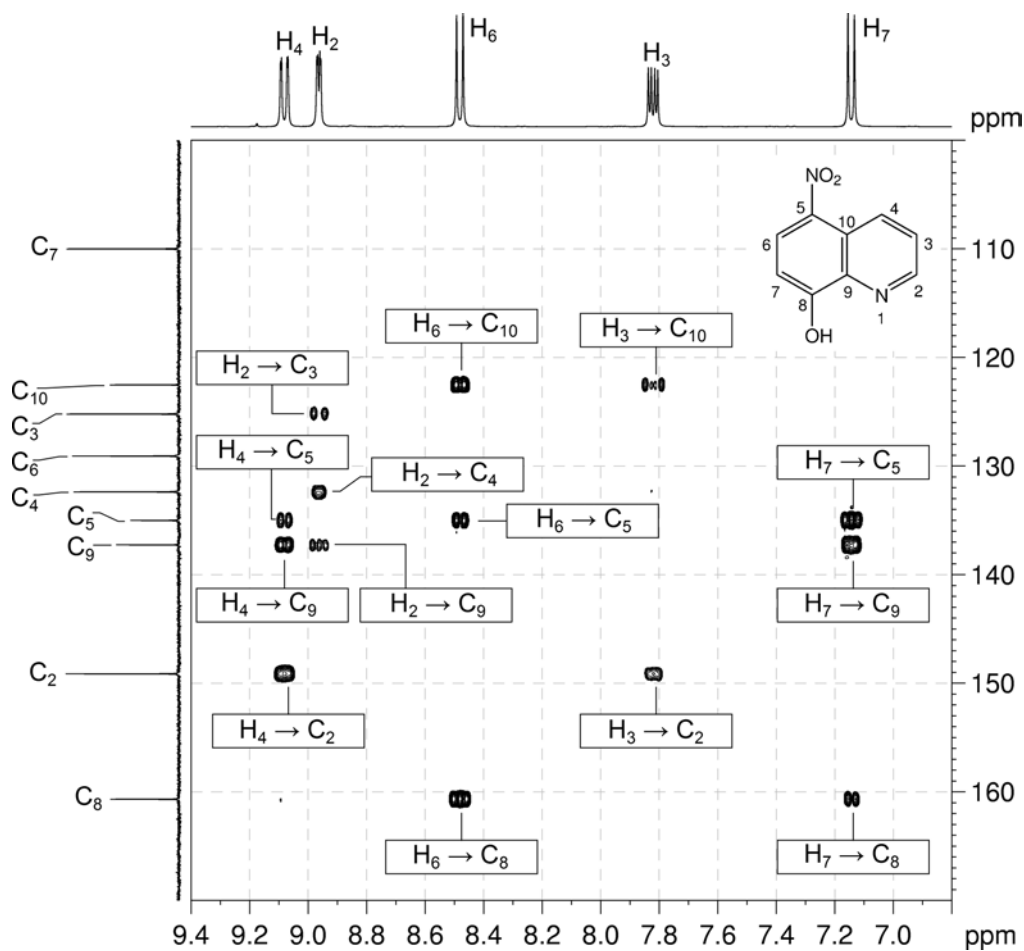 H₄ H₂ H₆ H₃ H₇
ppm
NO₂
5 10 4
6 3
7 8 9 N 2
1
OH
C₇
110
H₆ → C₁₀ H₃ → C₁₀
120
H₂ → C₃
C₁₀
C₃
H₄ → C₅ H₇ → C₅
C₆
H₂ → C₄
130
C₄
C₅
H₆ → C₅
C₉
140
H₄ → C₉ H₂ → C₉ H₇ → C₉
C₂
150
H₄ → C₂ H₃ → C₂
C₈
160
H₆ → C₈ H₇ → C₈
9.4 9.2 9.0 8.8 8.6 8.4 8.2 8.0 7.8 7.6 7.4 7.2 7.0 ppm